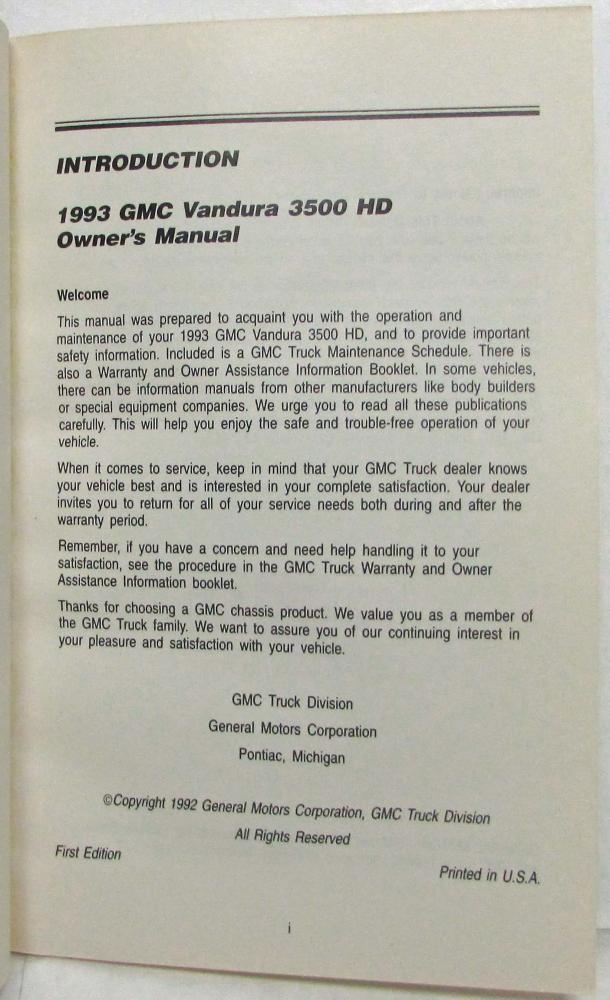 INTRODUCTION
1993 GMC Vandura 3500 HD
Owner's Manual
Welcome
This manual was prepared to acquaint you with the operation and
maintenance of your 1993 GMC Vandura 3500 HD, and to provide important
safety information. Included is a GMC Truck Maintenance Schedule. There is
also a Warranty and Owner Assistance Information Booklet. In some vehicles,
there can be information manuals from other manufacturers like body builders
or special equipment companies. We urge you to read all these publications
carefully. This will help you enjoy the safe and trouble-free operation of your
vehicle.
When it comes to service, keep in mind that your GMC Truck dealer knows
your vehicle best and is interested in your complete satisfaction. Your dealer
invites you to return for all of your service needs both during and after the
warranty period.
Remember, if you have a concern and need help handling it to your
satisfaction, see the procedure in the GMC Truck Warranty and Owner
Assistance Information booklet.
Thanks for choosing a GMC chassis product. We value you as a member of
the GMC Truck family. We want to assure you of our continuing interest in
your pleasure and satisfaction with your vehicle.
GMC Truck Division
General Motors Corporation
Pontiac, Michigan
©Copyright 1992 General Motors Corporation, GMC Truck Division
All Rights Reserved
First Edition
Printed in U.S.A.
i